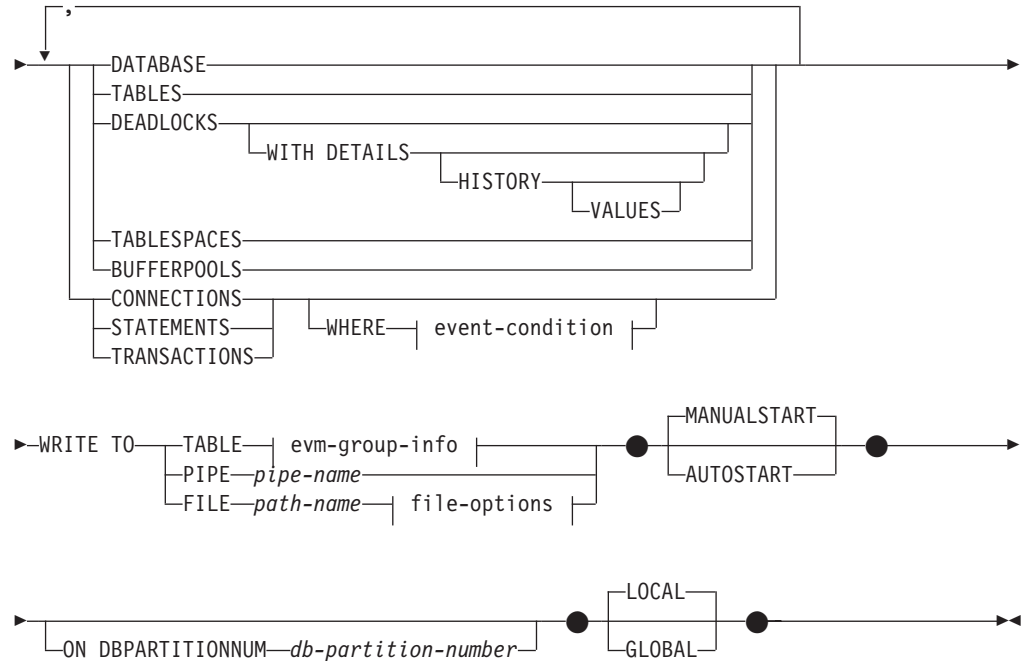 ,
DATABASE
TABLES
DEADLOCKS
WITH DETAILS
HISTORY
VALUES
TABLESPACES
BUFFERPOOLS
CONNECTIONS
STATEMENTS WHERE event-condition
TRANSACTIONS
MANUALSTART
WRITE TO TABLE evm-group-info
PIPE pipe-name AUTOSTART
FILE path-name file-options
LOCAL
ON DBPARTITIONNUM db-partition-number GLOBAL